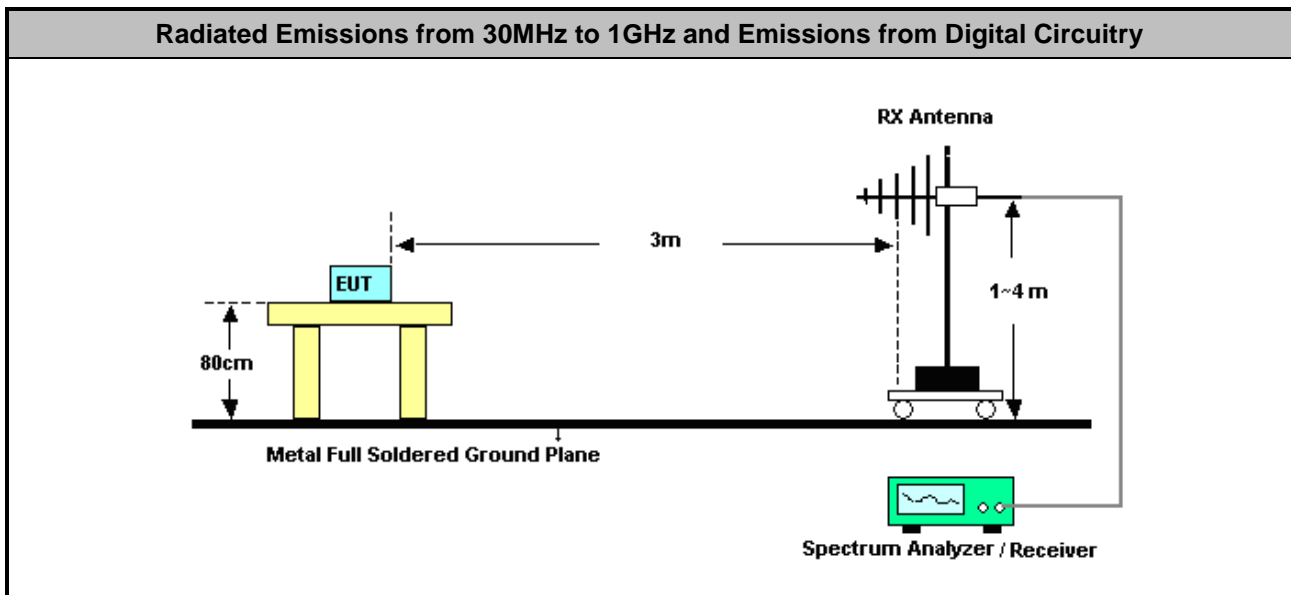 Radiated Emissions from 30MHz to 1GHz and Emissions from Digital Circuitry
RX Antenna
3m
EUT
1~4 m
80cm
Metal Full Soldered Ground Plane
Spectrum Analyzer / Receiver